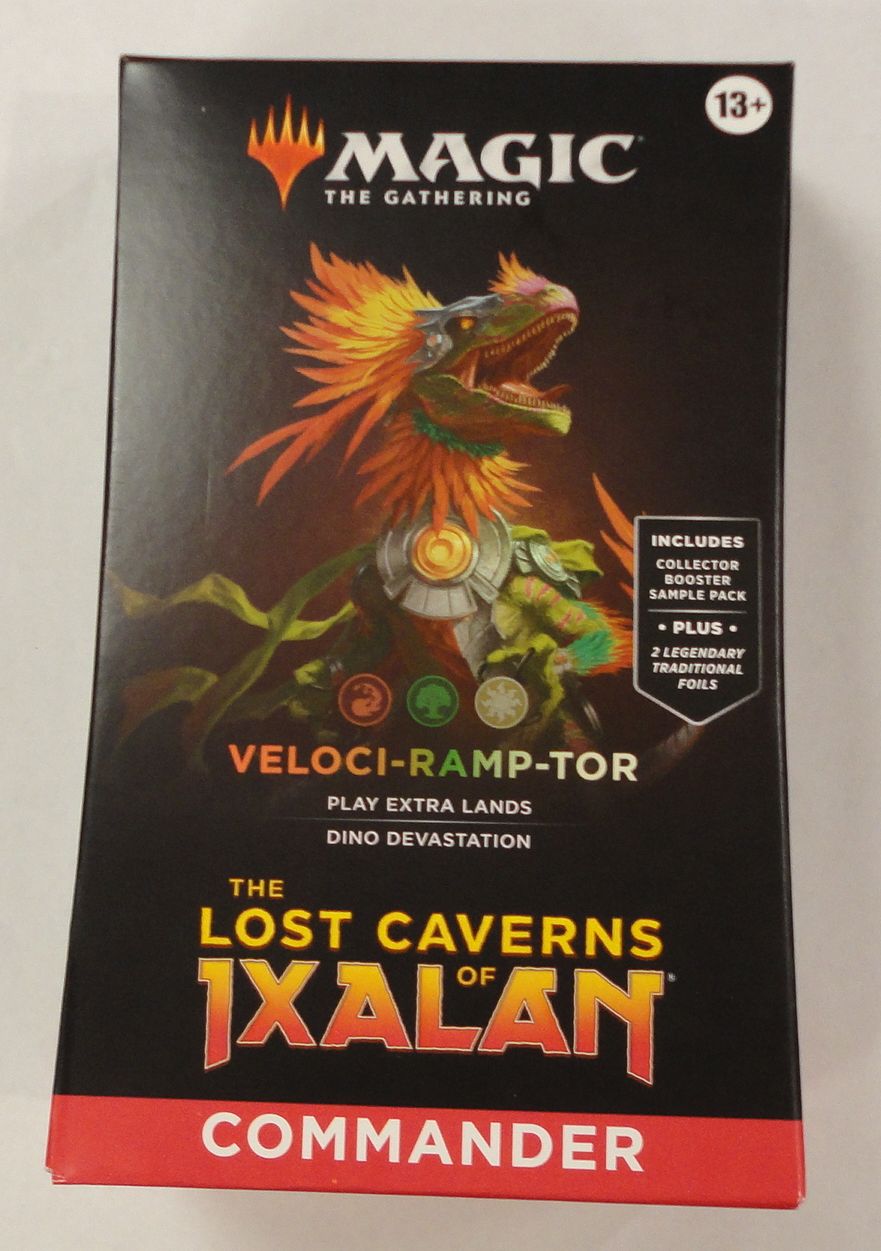 13+
MAGIC
THE GATHERING
INCLUDES
COLLECTOR
BOOSTER
SAMPLE PACK
• PLUS •
2 LEGENDARY
TRADITIONAL
FOILS
VELOCI-RAMP-TOR
PLAY EXTRA LANDS
DINO DEVASTATION
THE
LOST CAVERNS
OF
IXALAN
COMMANDER